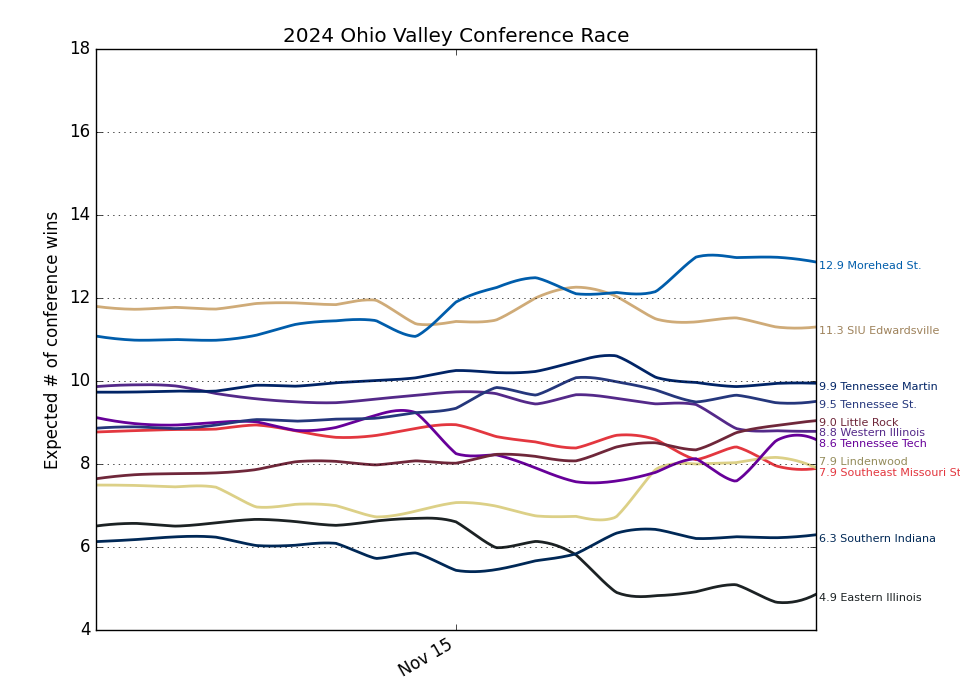 2024 Ohio Valley Conference Race
Expected # of conference wins
18
16
14
12
10
8
6
4
Nov 15
12.9 Morehead St.
11.3 SIU Edwardsville
9.9 Tennessee Martin
9.5 Tennessee St.
9.0 Little Rock
8.8 Western Illinois
8.6 Tennessee Tech
7.9 Lindenwood
7.9 Southeast Missouri St
6.3 Southern Indiana
4.9 Eastern Illinois